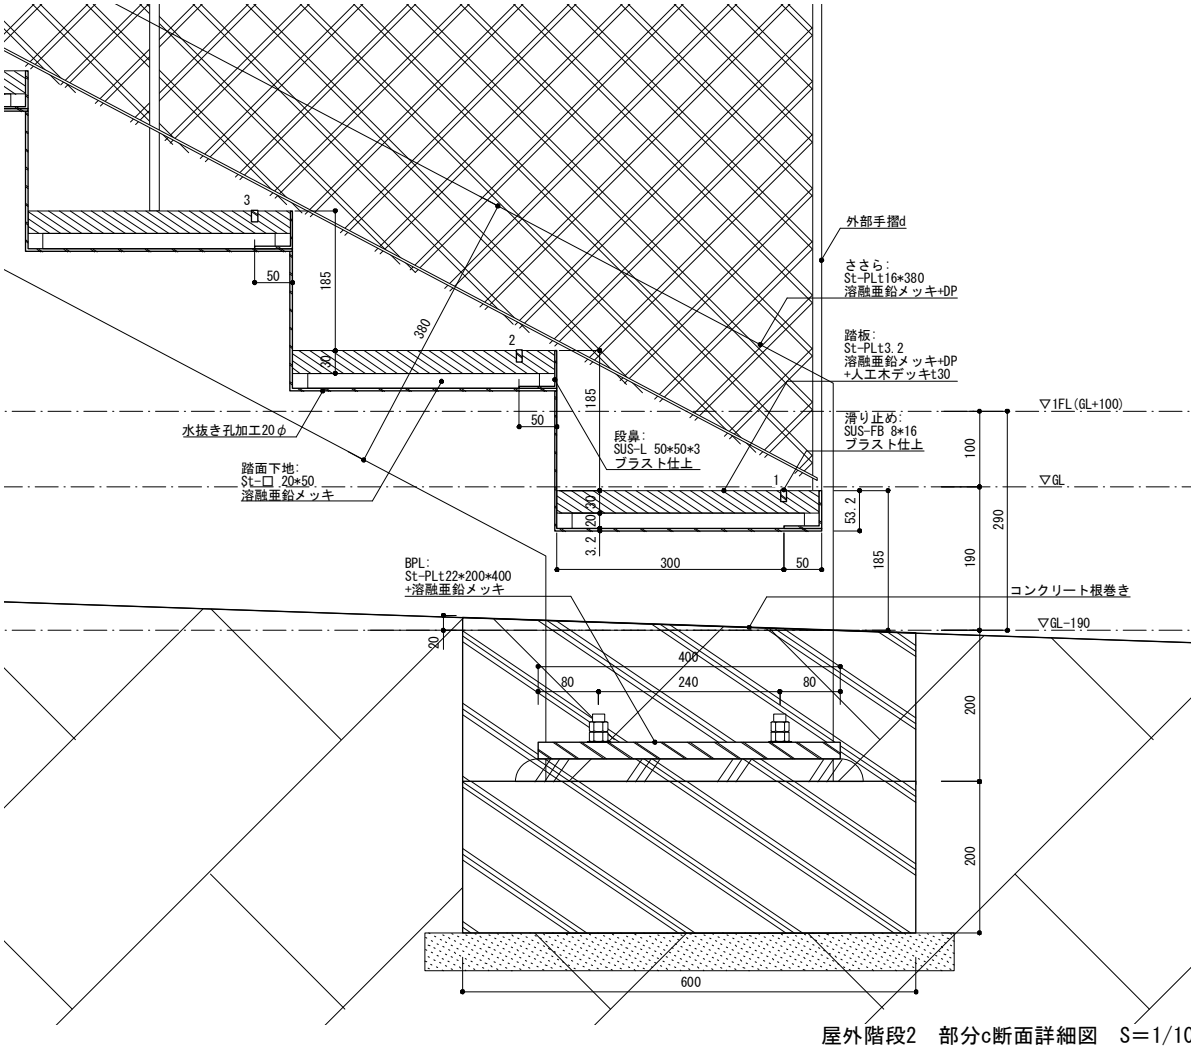 3
50
185
30
380
2
50
185
水抜き孔加工20φ
踏面下地:
St-ロ 20*50
溶融亜鉛メッキ
段鼻:
SUS-L 50*50*3
ブラスト仕上
外部手摺d
ささら:
St-PLt16*380
溶融亜鉛メッキ+DP
踏板:
St-PLt3.2
溶融亜鉛メッキ+DP
+人工木デッキt30
滑り止め:
SUS-FB 8*16
ブラスト仕上
1
30
20
3.2
300
50
53.2
185
▽1FL(GL+100)
100
▽GL
290
190
BPL:
St-PLt22*200*400
+溶融亜鉛メッキ
コンクリート根巻き
▽GL-190
20
400
80
240
80
200
200
600
屋外階段2 部分c断面詳細図 S=1/10